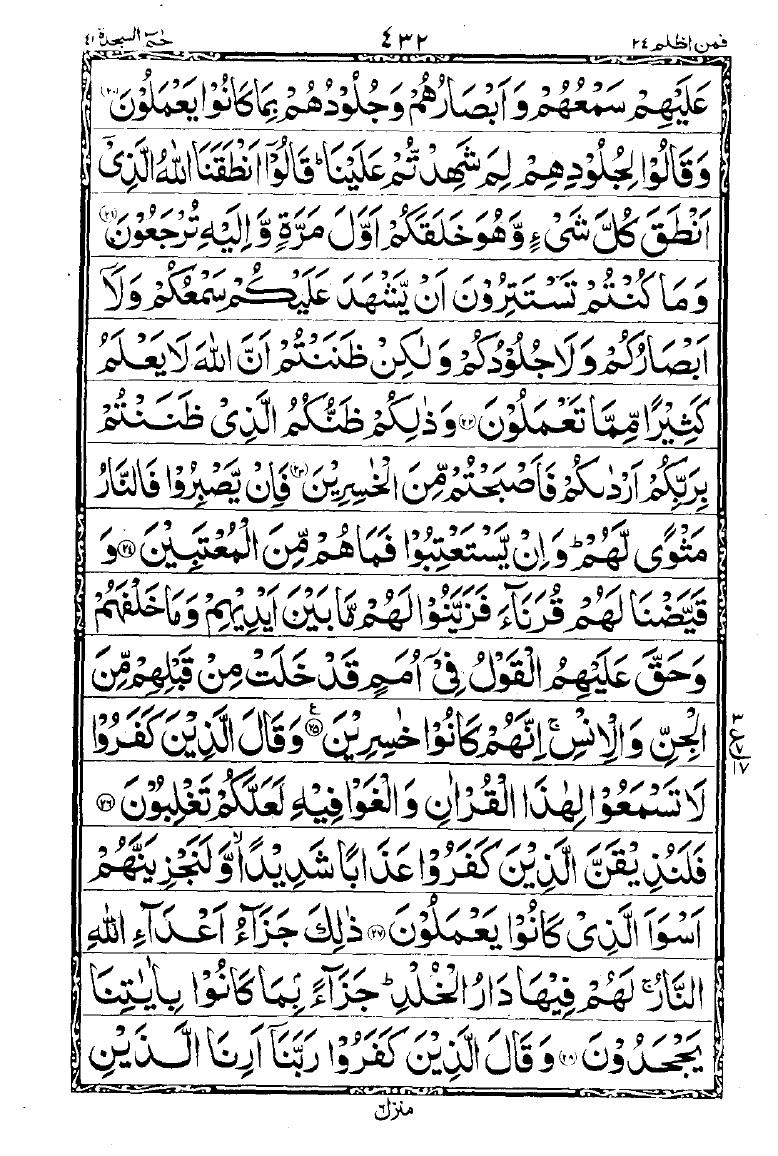 فمن اظلم ٢٤ ٤٣٢ حٰمٓ السجدة ٤١
عَلَيْهِمْ سَمْعُهُمْ وَاَبْصَارُهُمْ وَجُلُوْدُهُمْ بِمَا كَانُوْا يَعْمَلُوْنَ ﴿٢٠﴾
وَقَالُوْا لِجُلُوْدِهِمْ لِمَ شَهِدْتُّمْ عَلَيْنَا ؕ قَالُوْٓا اَنْطَقَنَا اللّٰهُ الَّذِىْٓ
اَنْطَقَ كُلَّ شَىْءٍ وَّهُوَ خَلَقَكُمْ اَوَّلَ مَرَّةٍ وَّاِلَيْهِ تُرْجَعُوْنَ ﴿٢١﴾
وَمَا كُنْتُمْ تَسْتَتِرُوْنَ اَنْ يَّشْهَدَ عَلَيْكُمْ سَمْعُكُمْ وَلَاۤ
اَبْصَارُكُمْ وَلَا جُلُوْدُكُمْ وَلٰكِنْ ظَنَنْتُمْ اَنَّ اللّٰهَ لَا يَعْلَمُ
كَثِيْرًا مِّمَّا تَعْمَلُوْنَ ﴿٢٢﴾ وَذٰلِكُمْ ظَنُّكُمُ الَّذِىْ ظَنَنْتُمْ
بِرَبِّكُمْ اَرْدٰىكُمْ فَاَصْبَحْتُمْ مِّنَ الْخٰسِرِيْنَ ﴿٢٣﴾ فَاِنْ يَّصْبِرُوْا فَالنَّارُ
مَثْوًى لَّهُمْ ؕ وَاِنْ يَّسْتَعْتِبُوْا فَمَا هُمْ مِّنَ الْمُعْتَبِيْنَ ﴿٢٤﴾ وَ
قَيَّضْنَا لَهُمْ قُرَنَآءَ فَزَيَّنُوْا لَهُمْ مَّا بَيْنَ اَيْدِيْهِمْ وَمَا خَلْفَهُمْ
وَحَقَّ عَلَيْهِمُ الْقَوْلُ فِىْٓ اُمَمٍ قَدْ خَلَتْ مِنْ قَبْلِهِمْ مِّنَ
الْجِنِّ وَالْاِنْسِ ۚ اِنَّهُمْ كَانُوْا خٰسِرِيْنَ ﴿٢٥﴾ ع وَقَالَ الَّذِيْنَ كَفَرُوْا
لَا تَسْمَعُوْا لِهٰذَا الْقُرْاٰنِ وَالْغَوْا فِيْهِ لَعَلَّكُمْ تَغْلِبُوْنَ ﴿٢٦﴾
فَلَنُذِيْقَنَّ الَّذِيْنَ كَفَرُوْا عَذَابًا شَدِيْدًا ۙ وَّلَنَجْزِيَنَّهُمْ
اَسْوَاَ الَّذِىْ كَانُوْا يَعْمَلُوْنَ ﴿٢٧﴾ ذٰلِكَ جَزَآءُ اَعْدَآءِ اللّٰهِ
النَّارُ ۚ لَهُمْ فِيْهَا دَارُ الْخُلْدِ ؕ جَزَآءًۢ بِمَا كَانُوْا بِاٰيٰتِنَا
يَجْحَدُوْنَ ﴿٢٨﴾ وَقَالَ الَّذِيْنَ كَفَرُوْا رَبَّنَاۤ اَرِنَا الَّذَيْنِ
منزل ٦